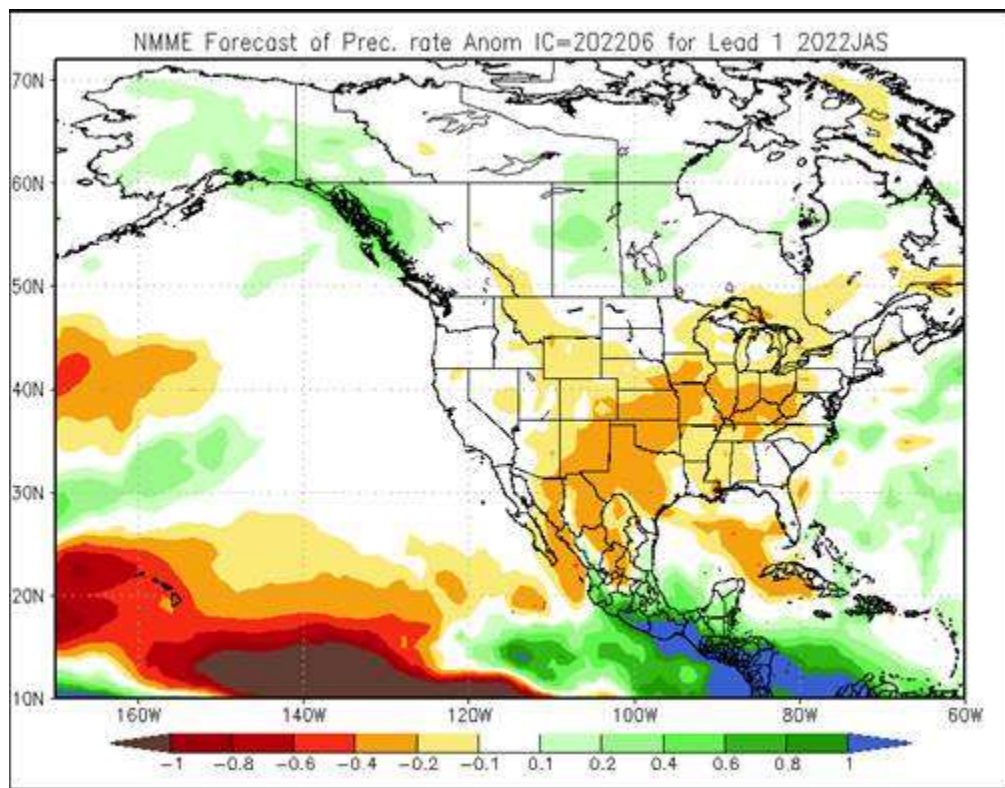 NMME Forecast of Prec. rate Anom IC=202206 for Lead 1 2022JAS
70N
60N
50N
40N
30N
20N
10N
160W 140W 120W 100W 80W 60W
-1 -0.8 -0.6 -0.4 -0.2 -0.1 0.1 0.2 0.4 0.6 0.8 1